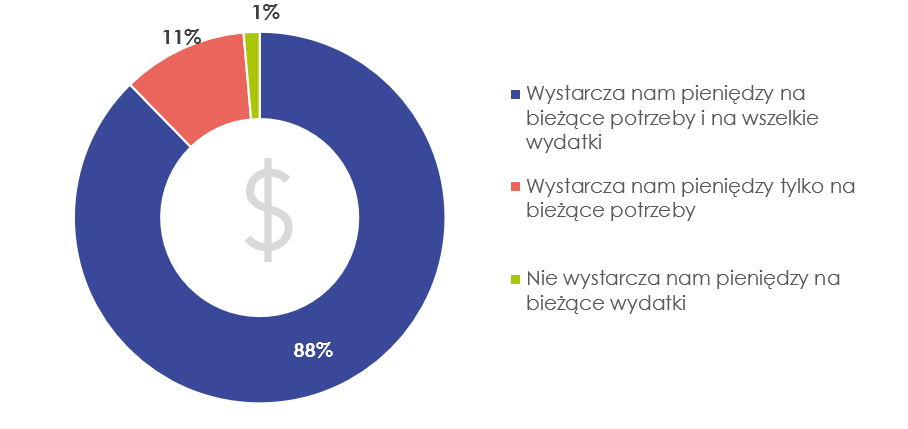 1%
11%
88%
$
Wystarcza nam pieniędzy na
bieżące potrzeby i na wszelkie
wydatki
Wystarcza nam pieniędzy tylko na
bieżące potrzeby
Nie wystarcza nam pieniędzy na
bieżące wydatki